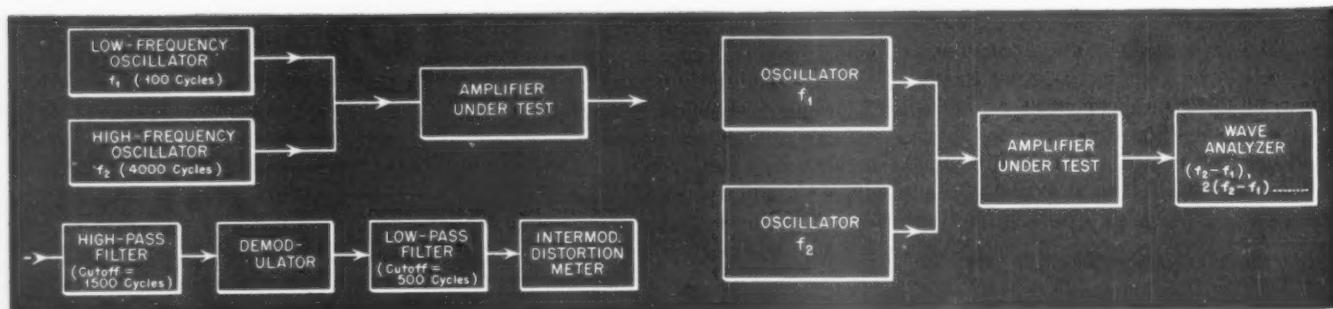 LOW-FREQUENCY
OSCILLATOR
f₁ (100 Cycles)
HIGH-FREQUENCY
OSCILLATOR
f₂ (4000 Cycles)
AMPLIFIER
UNDER TEST
HIGH-PASS
FILTER
(Cutoff =
1500 Cycles)
DEMOD-
ULATOR
LOW-PASS
FILTER
(Cutoff =
500 Cycles)
INTERMOD.
DISTORTION
METER
OSCILLATOR
f₁
OSCILLATOR
f₂
AMPLIFIER
UNDER TEST
WAVE
ANALYZER
(f₂-f₁),
2(f₂-f₁)........